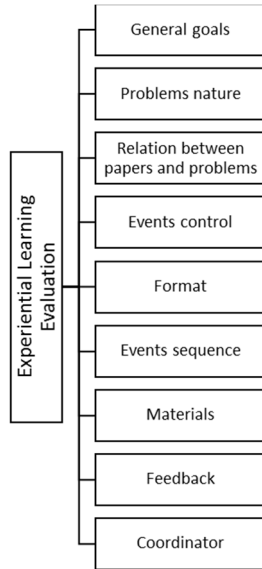 Experiential Learning
Evaluation
General goals
Problems nature
Relation between
papers and problems
Events control
Format
Events sequence
Materials
Feedback
Coordinator